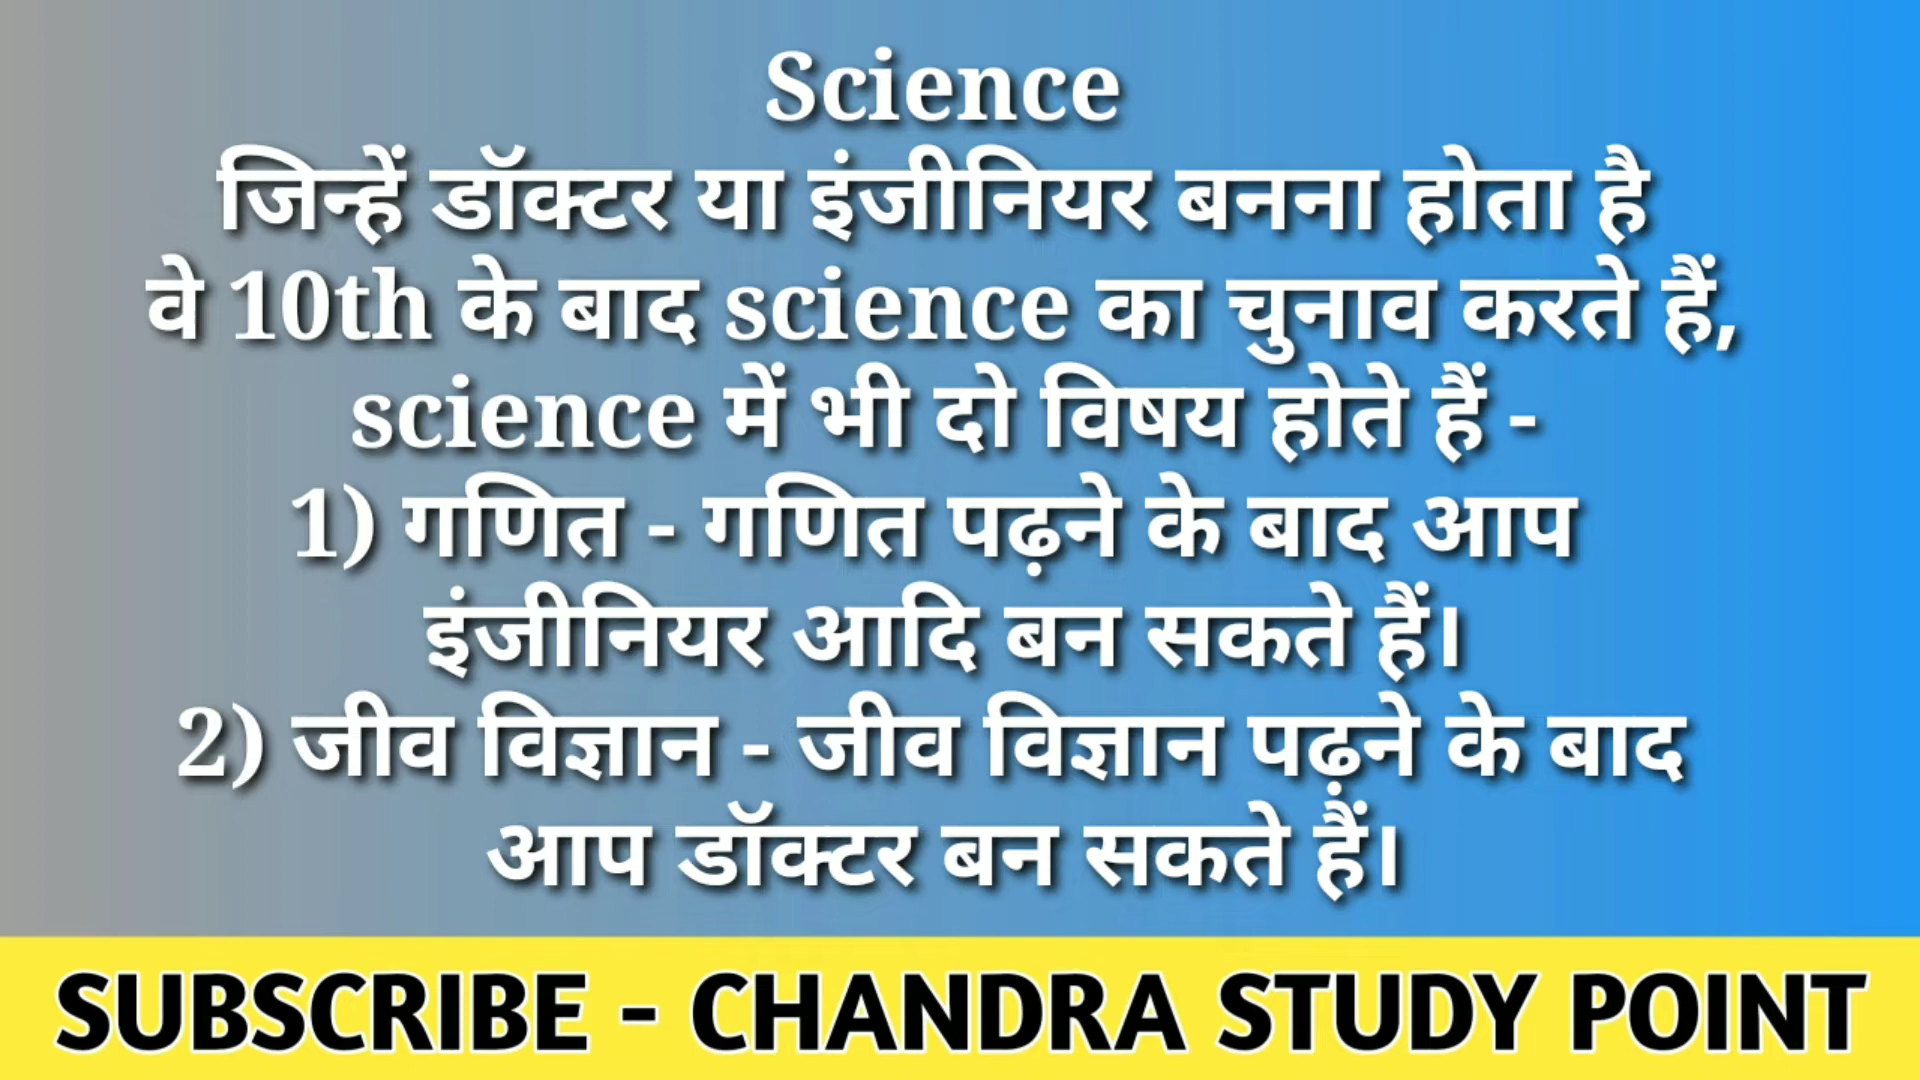 Science
जिन्हें डॉक्टर या इंजीनियर बनना होता है
वे 10th के बाद science का चुनाव करते हैं,
science में भी दो विषय होते हैं -
1) गणित - गणित पढ़ने के बाद आप
इंजीनियर आदि बन सकते हैं।
2) जीव विज्ञान - जीव विज्ञान पढ़ने के बाद
आप डॉक्टर बन सकते हैं।
SUBSCRIBE - CHANDRA STUDY POINT